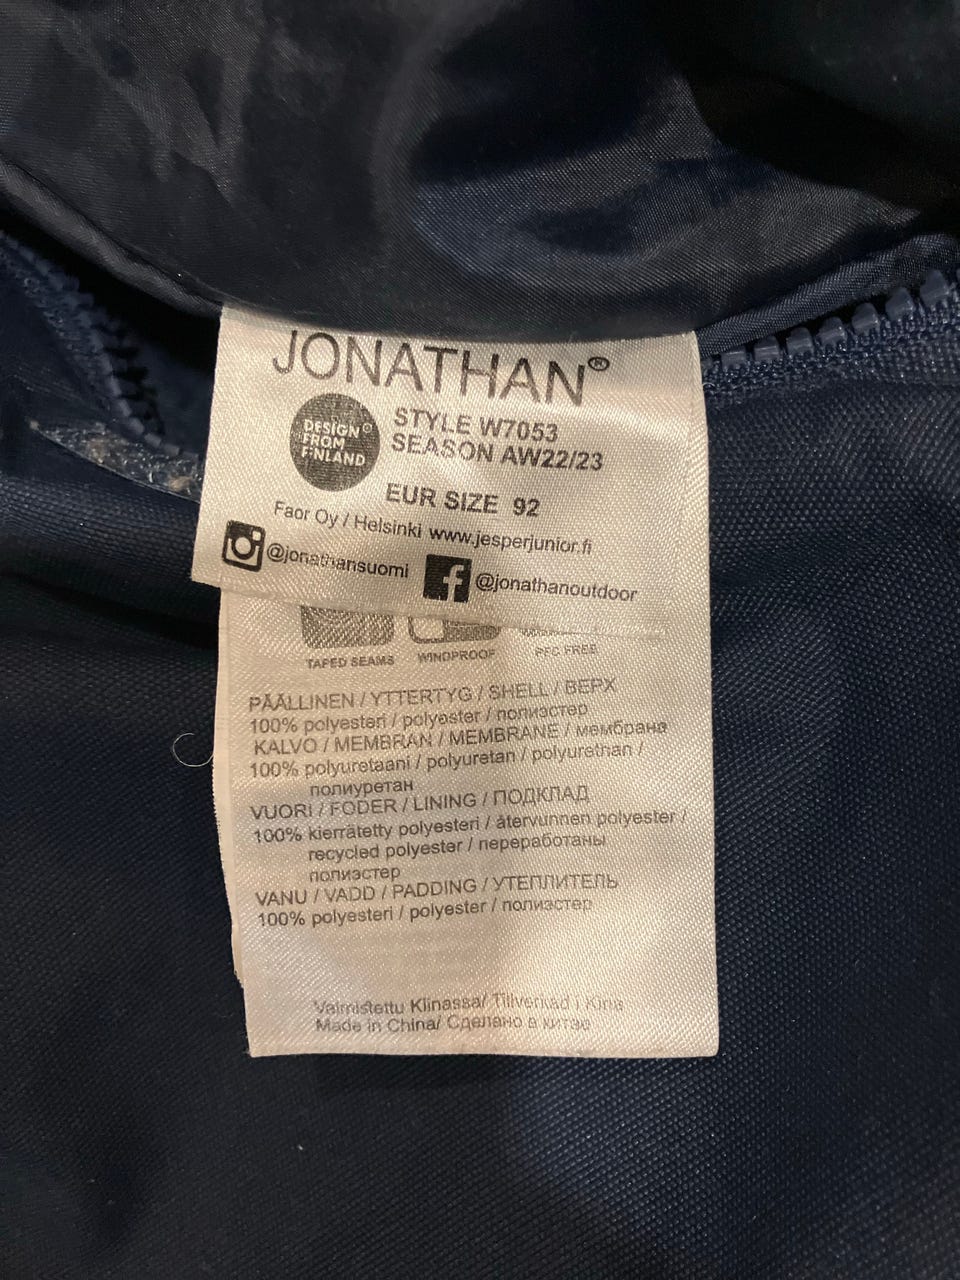 JONATHAN®
DESIGN©
FROM
FINLAND
STYLE W7053
SEASON AW22/23
EUR SIZE 92
Faor Oy / Helsinki www.jesperjunior.fi
@jonathansuomi
@jonathanoutdoor
TAPED SEAMS WINDPROOF PFC FREE
PÄÄLLINEN / YTTERTYG / SHELL / ВЕРХ
100% polyesteri / polyester / полиэстер
KALVO / MEMBRAN / MEMBRANE / мембрана
100% polyuretaani / polyuretan / polyurethan /
полиуретан
VUORI / FODER / LINING / ПОДКЛАД
100% kierrätetty polyesteri / återvunnen polyester /
recycled polyester / переработаны
полиэстер
VANU / VADD / PADDING / УТЕПЛИТЕЛЬ
100% polyesteri / polyester / полиэстер
Valmistettu Kiinassa/ Tillverkad i Kina
Made in China/ Сделано в китае